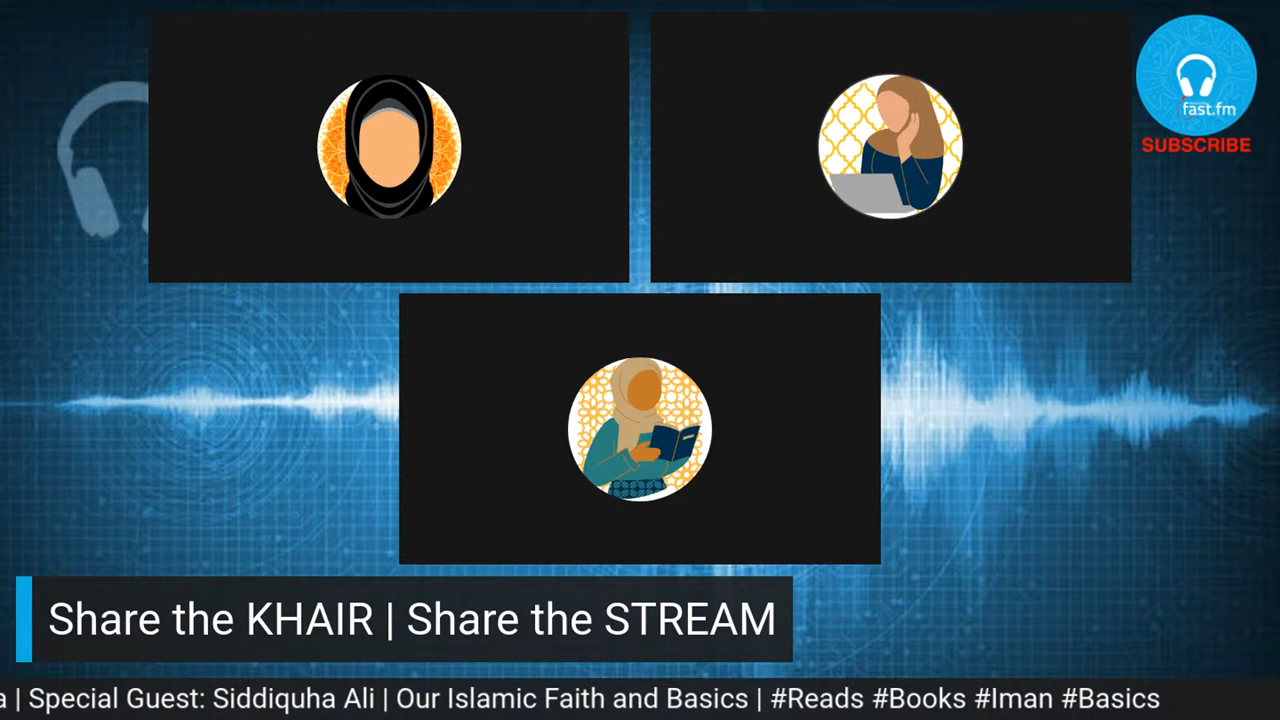 fast.fm
SUBSCRIBE
Share the KHAIR | Share the STREAM
a | Special Guest: Siddiquha Ali | Our Islamic Faith and Basics | #Reads #Books #Iman #Basics